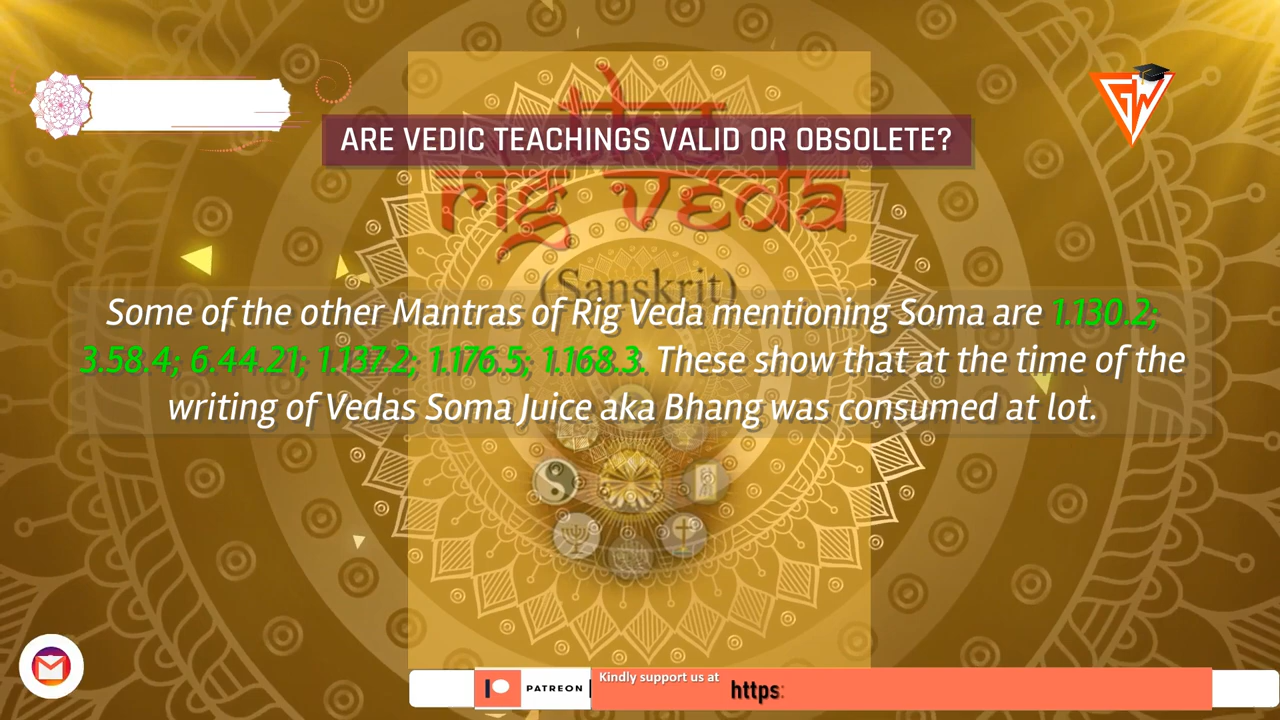 ARE VEDIC TEACHINGS VALID OR OBSOLETE?
the
rig veda
(Sanskrit)
Some of the other Mantras of Rig Veda mentioning Soma are 1.130.2;
3.58.4; 6.44.21; 1.137.2; 1.176.5; 1.168.3. These show that at the time of the
writing of Vedas Soma Juice aka Bhang was consumed at lot.
PATREON
Kindly support us at
https: